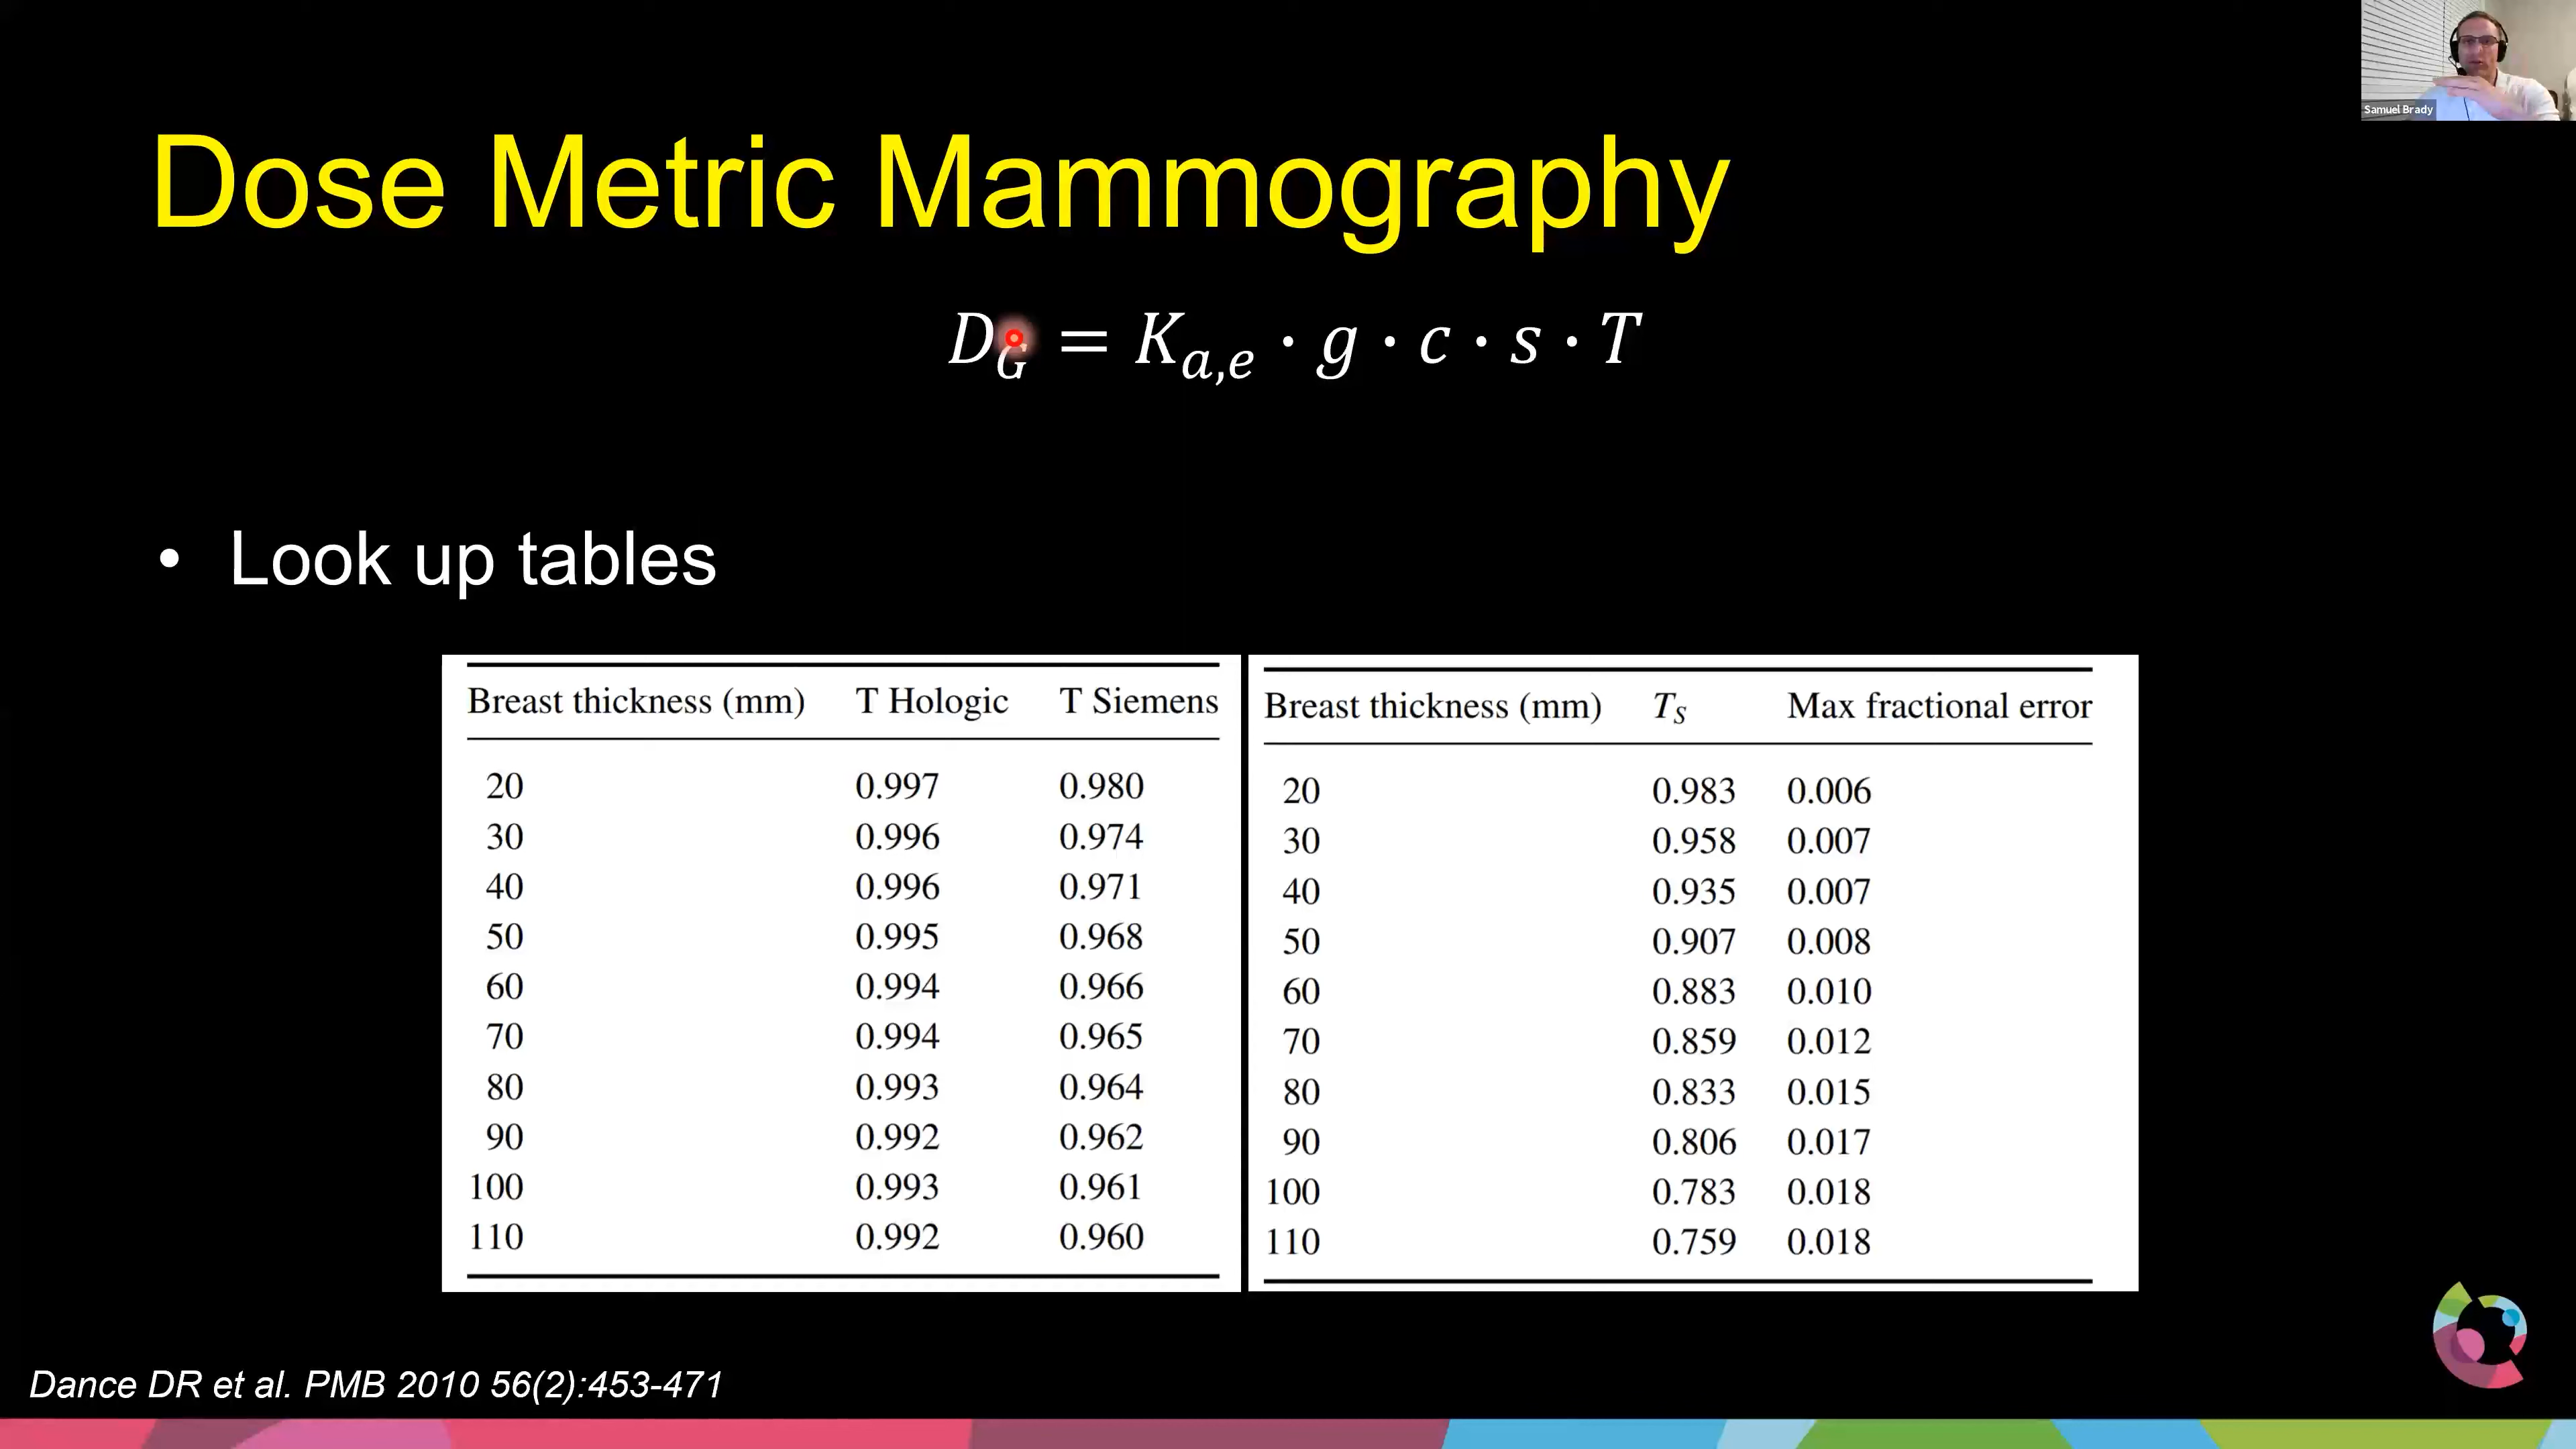 Samuel Brady
Dose Metric Mammography
D_G = K_{a,e} · g · c · s · T
• Look up tables
Breast thickness (mm) T Hologic T Siemens
20 0.997 0.980
30 0.996 0.974
40 0.996 0.971
50 0.995 0.968
60 0.994 0.966
70 0.994 0.965
80 0.993 0.964
90 0.992 0.962
100 0.993 0.961
110 0.992 0.960
Breast thickness (mm) T_S Max fractional error
20 0.983 0.006
30 0.958 0.007
40 0.935 0.007
50 0.907 0.008
60 0.883 0.010
70 0.859 0.012
80 0.833 0.015
90 0.806 0.017
100 0.783 0.018
110 0.759 0.018
Dance DR et al. PMB 2010 56(2):453-471